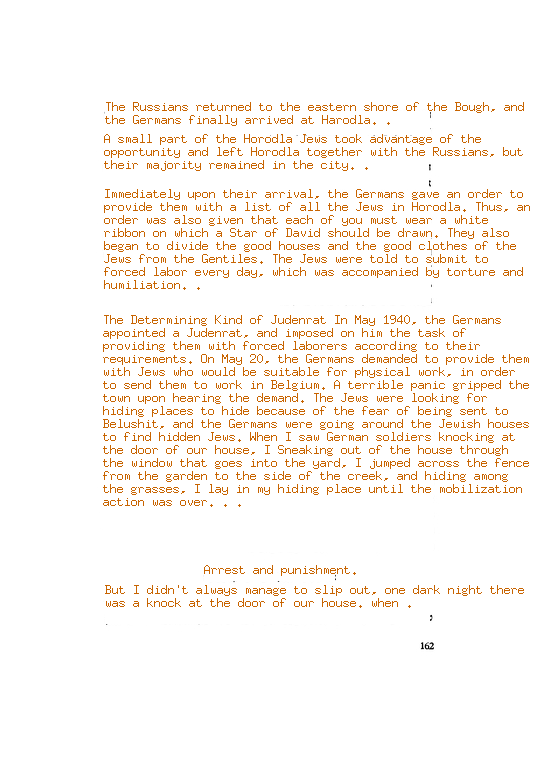 The Russians returned to the eastern shore of the Bough, and
the Germans finally arrived at Harodla. .
A small part of the Horodla Jews took advantage of the
opportunity and left Horodla together with the Russians, but
their majority remained in the city. .
Immediately upon their arrival, the Germans gave an order to
provide them with a list of all the Jews in Horodla. Thus, an
order was also given that each of you must wear a white
ribbon on which a Star of David should be drawn. They also
began to divide the good houses and the good clothes of the
Jews from the Gentiles. The Jews were told to submit to
forced labor every day, which was accompanied by torture and
humiliation. .
The Determining Kind of Judenrat In May 1940, the Germans
appointed a Judenrat, and imposed on him the task of
providing them with forced laborers according to their
requirements. On May 20, the Germans demanded to provide them
with Jews who would be suitable for physical work, in order
to send them to work in Belgium. A terrible panic gripped the
town upon hearing the demand. The Jews were looking for
hiding places to hide because of the fear of being sent to
Belushit, and the Germans were going around the Jewish houses
to find hidden Jews. When I saw German soldiers knocking at
the door of our house, I Sneaking out of the house through
the window that goes into the yard, I jumped across the fence
from the garden to the side of the creek, and hiding among
the grasses, I lay in my hiding place until the mobilization
action was over. . .
Arrest and punishment.
But I didn't always manage to slip out, one dark night there
was a knock at the door of our house. when .
162